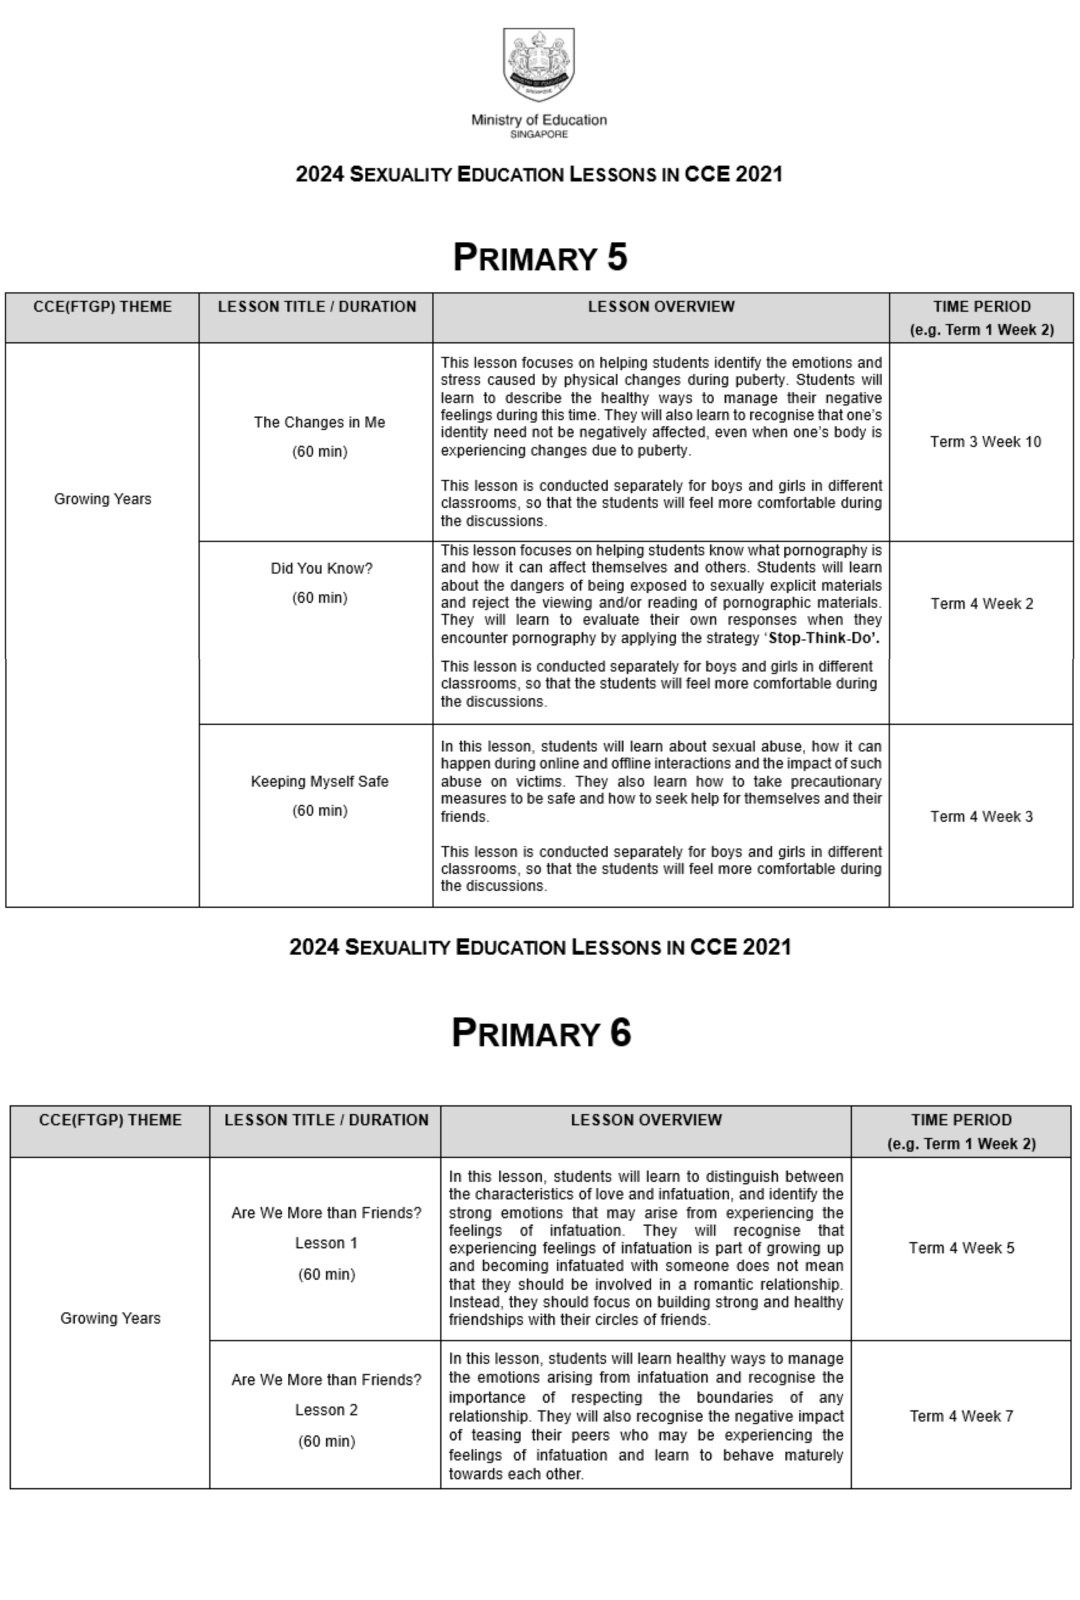 Ministry of Education
SINGAPORE
2024 SEXUALITY EDUCATION LESSONS IN CCE 2021
PRIMARY 5
CCE(FTGP) THEME
LESSON TITLE / DURATION
LESSON OVERVIEW
TIME PERIOD
(e.g. Term 1 Week 2)
Growing Years
The Changes in Me
(60 min)
This lesson focuses on helping students identify the emotions and
stress caused by physical changes during puberty. Students will
learn to describe the healthy ways to manage their negative
feelings during this time. They will also learn to recognise that one's
identity need not be negatively affected, even when one's body is
experiencing changes due to puberty.
This lesson is conducted separately for boys and girls in different
classrooms, so that the students will feel more comfortable during
the discussions.
Term 3 Week 10
Did You Know?
(60 min)
This lesson focuses on helping students know what pornography is
and how it can affect themselves and others. Students will learn
about the dangers of being exposed to sexually explicit materials
and reject the viewing and/or reading of pornographic materials.
They will learn to evaluate their own responses when they
encounter pornography by applying the strategy 'Stop-Think-Do'.
This lesson is conducted separately for boys and girls in different
classrooms, so that the students will feel more comfortable during
the discussions.
Term 4 Week 2
Keeping Myself Safe
(60 min)
In this lesson, students will learn about sexual abuse, how it can
happen during online and offline interactions and the impact of such
abuse on victims. They also learn how to take precautionary
measures to be safe and how to seek help for themselves and their
friends.
This lesson is conducted separately for boys and girls in different
classrooms, so that the students will feel more comfortable during
the discussions.
Term 4 Week 3
2024 SEXUALITY EDUCATION LESSONS IN CCE 2021
PRIMARY 6
CCE(FTGP) THEME
LESSON TITLE / DURATION
LESSON OVERVIEW
TIME PERIOD
(e.g. Term 1 Week 2)
Growing Years
Are We More than Friends?
Lesson 1
(60 min)
In this lesson, students will learn to distinguish between
the characteristics of love and infatuation, and identify the
strong emotions that may arise from experiencing the
feelings of infatuation. They will recognise that
experiencing feelings of infatuation is part of growing up
and becoming infatuated with someone does not mean
that they should be involved in a romantic relationship.
Instead, they should focus on building strong and healthy
friendships with their circles of friends.
Term 4 Week 5
Are We More than Friends?
Lesson 2
(60 min)
In this lesson, students will learn healthy ways to manage
the emotions arising from infatuation and recognise the
importance of respecting the boundaries of any
relationship. They will also recognise the negative impact
of teasing their peers who may be experiencing the
feelings of infatuation and learn to behave maturely
towards each other.
Term 4 Week 7